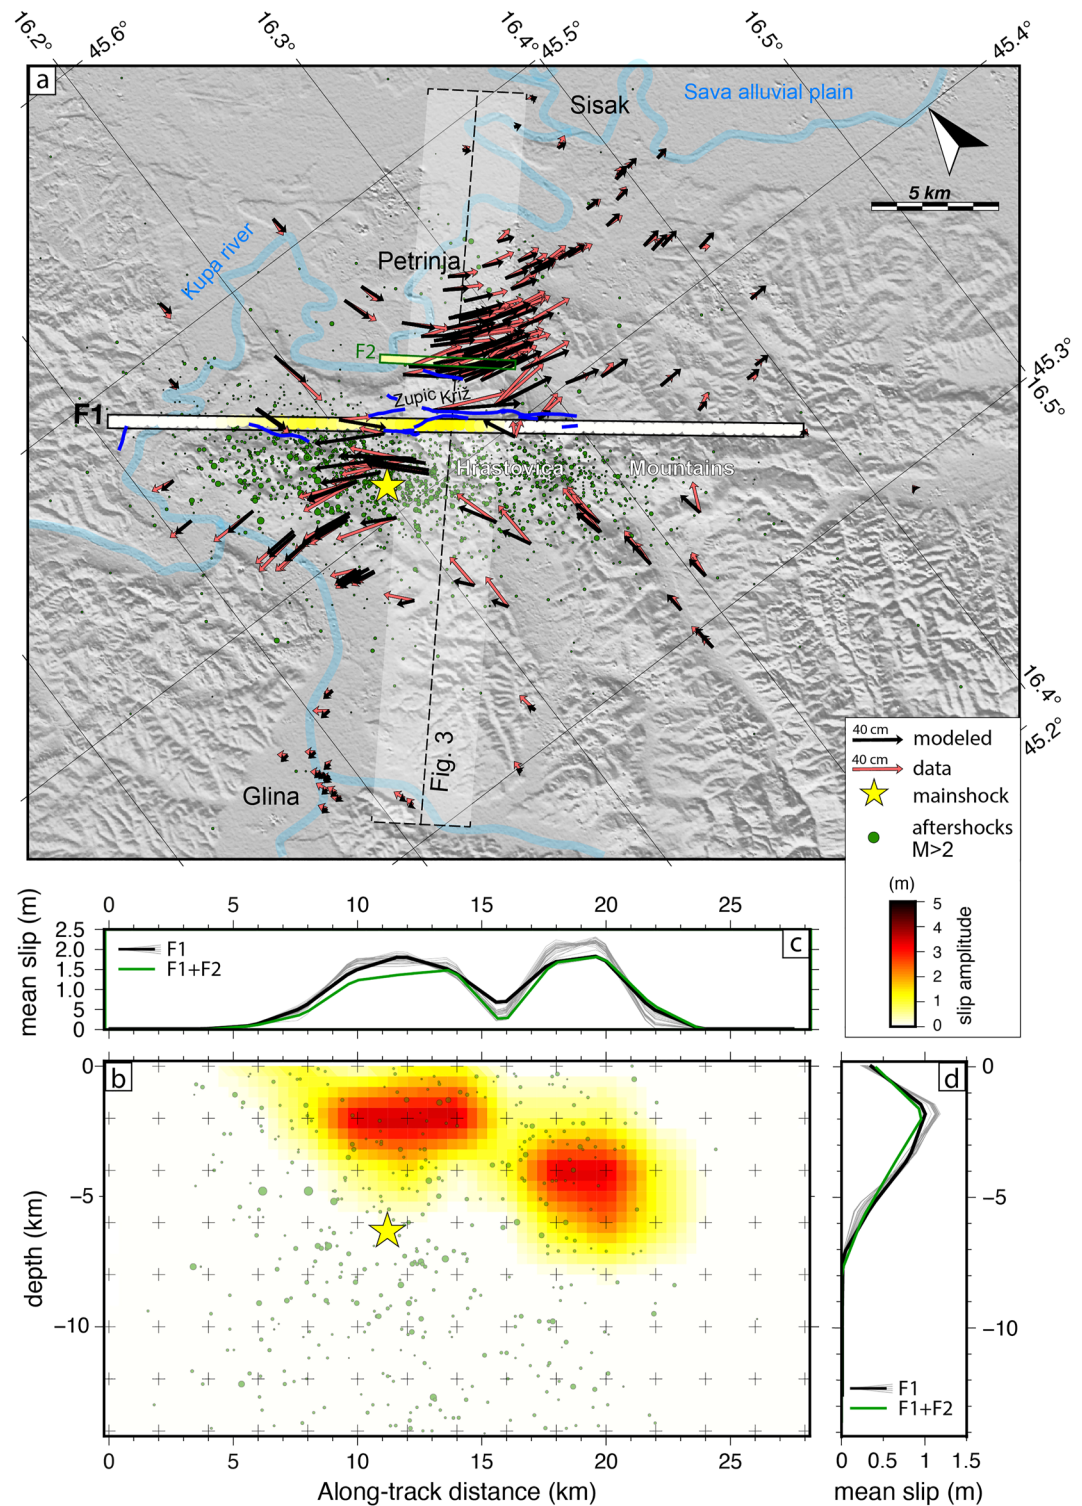 16.2°
45.6°
16.3°
16.4°
45.5°
16.5°
45.4°
a
Sisak
Sava alluvial plain
5 km
Kupa river
Petrinja
F2
Zupic
Križ
45.3°
16.5°
F1
Hrastovica
Mountains
Fig. 3
Glina
16.4°
45.2°
40 cm
modeled
40 cm
data
mainshock
aftershocks
M>2
(m)
5
4
3
2
1
0
slip amplitude
0 5 10 15 20 25
mean slip (m)
2.5
2.0
1.5
1.0
0.5
0
F1
F1+F2
c
b
0
−5
−10
depth (km)
0 5 10 15 20 25
Along-track distance (km)
d
0
−5
−10
F1
F1+F2
0 0.5 1 1.5
mean slip (m)